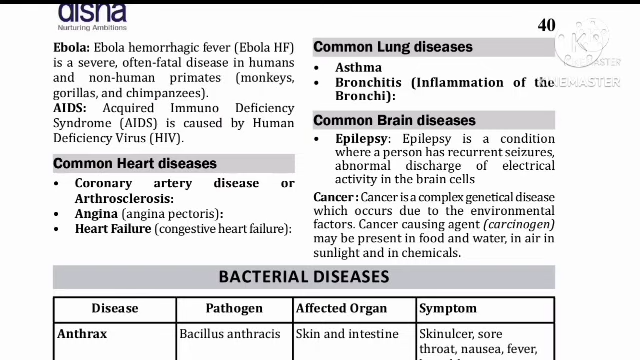 disha
Nurturing Ambitions
40
KINEMASTER
Ebola: Ebola hemorrhagic fever (Ebola HF)
is a severe, often-fatal disease in humans
and non-human primates (monkeys,
gorillas, and chimpanzees).
AIDS: Acquired Immuno Deficiency
Syndrome (AIDS) is caused by Human
Deficiency Virus (HIV).
Common Heart diseases
• Coronary artery disease or
Arthrosclerosis:
• Angina (angina pectoris):
• Heart Failure (congestive heart failure):
Common Lung diseases
• Asthma
• Bronchitis (Inflammation of the
Bronchi):
Common Brain diseases
• Epilepsy: Epilepsy is a condition
where a person has recurrent seizures,
abnormal discharge of electrical
activity in the brain cells
Cancer: Cancer is a complex genetical disease
which occurs due to the environmental
factors. Cancer causing agent (carcinogen)
may be present in food and water, in air in
sunlight and in chemicals.
BACTERIAL DISEASES
Disease Pathogen Affected Organ Symptom
Anthrax Bacillus anthracis Skin and intestine Skinulcer, sore
throat, nausea, fever,